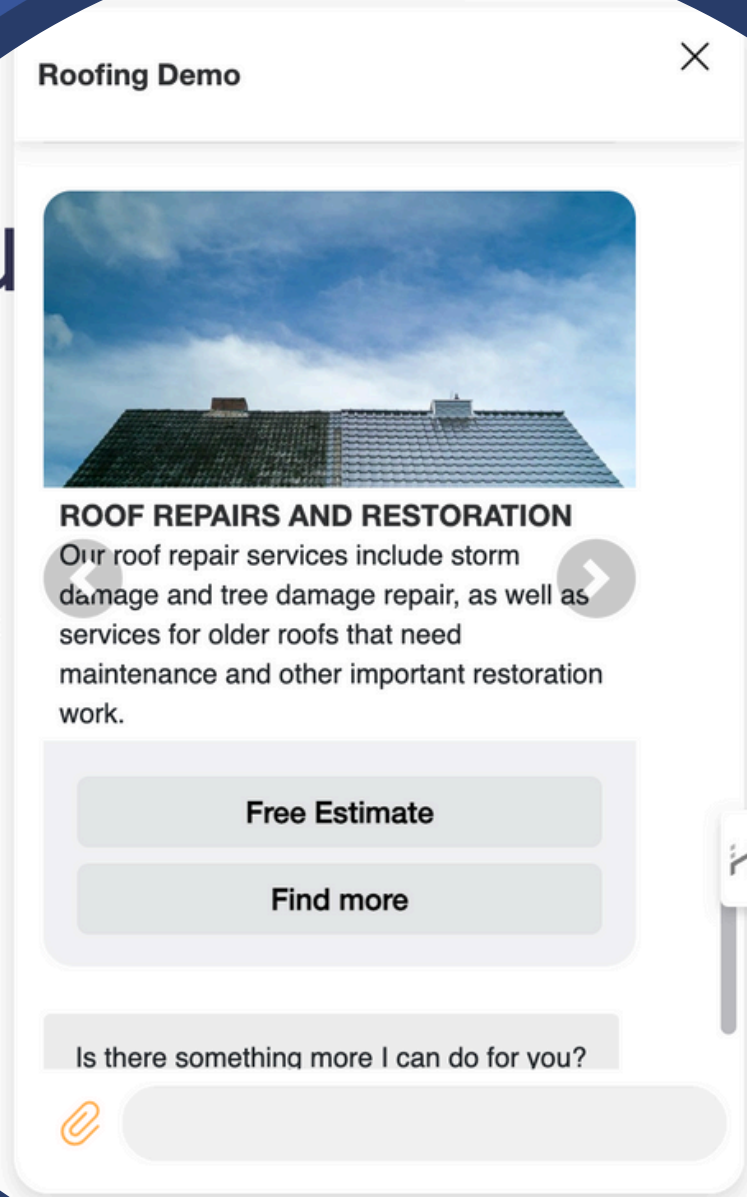 Roofing Demo
ROOF REPAIRS AND RESTORATION
Our roof repair services include storm
damage and tree damage repair, as well as
services for older roofs that need
maintenance and other important restoration
work.
Free Estimate
Find more
Is there something more I can do for you?